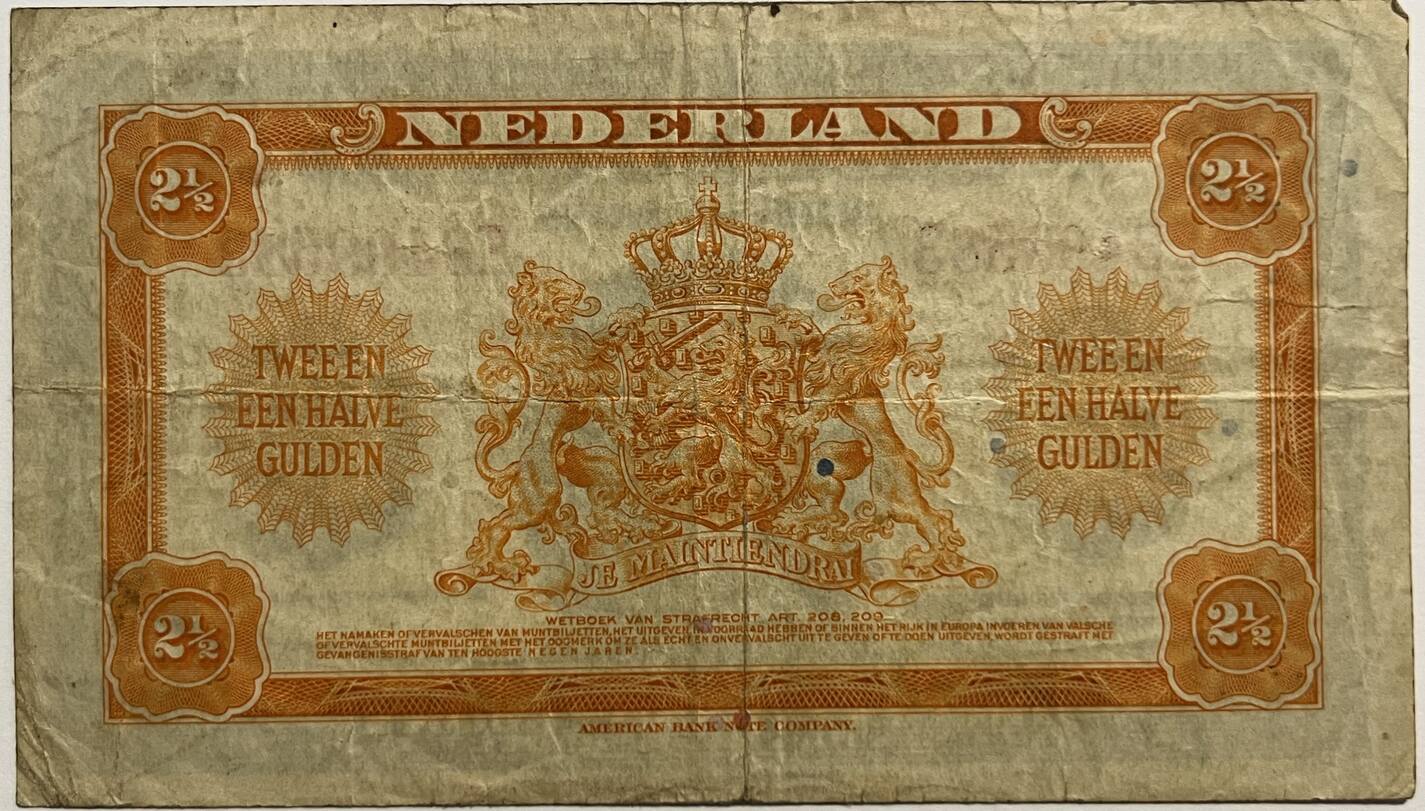 NEDERLAND
2½
2½
TWEE EN
EEN HALVE
GULDEN
TWEE EN
EEN HALVE
GULDEN
JE MAINTIENDRAI
2½
2½
WETBOEK VAN STRAFRECHT ART. 208, 209
HET NAMAKEN OF VERVALSCHEN VAN MUNTBILJETTEN, HET UITGEVEN, IN VOORRAAD HEBBEN OF BINNEN HET RIJK IN EUROPA INVOEREN VAN VALSCHE
OF VERVALSCHTE MUNTBILJETTEN MET HET OOGMERK OM ZE ALS ECHT EN ONVERVALSCHT UIT TE GEVEN OF TE DOEN UITGEVEN, WORDT GESTRAFT MET
GEVANGENISSTRAF VAN TEN HOOGSTE NEGEN JAREN.
AMERICAN BANK NOTE COMPANY.